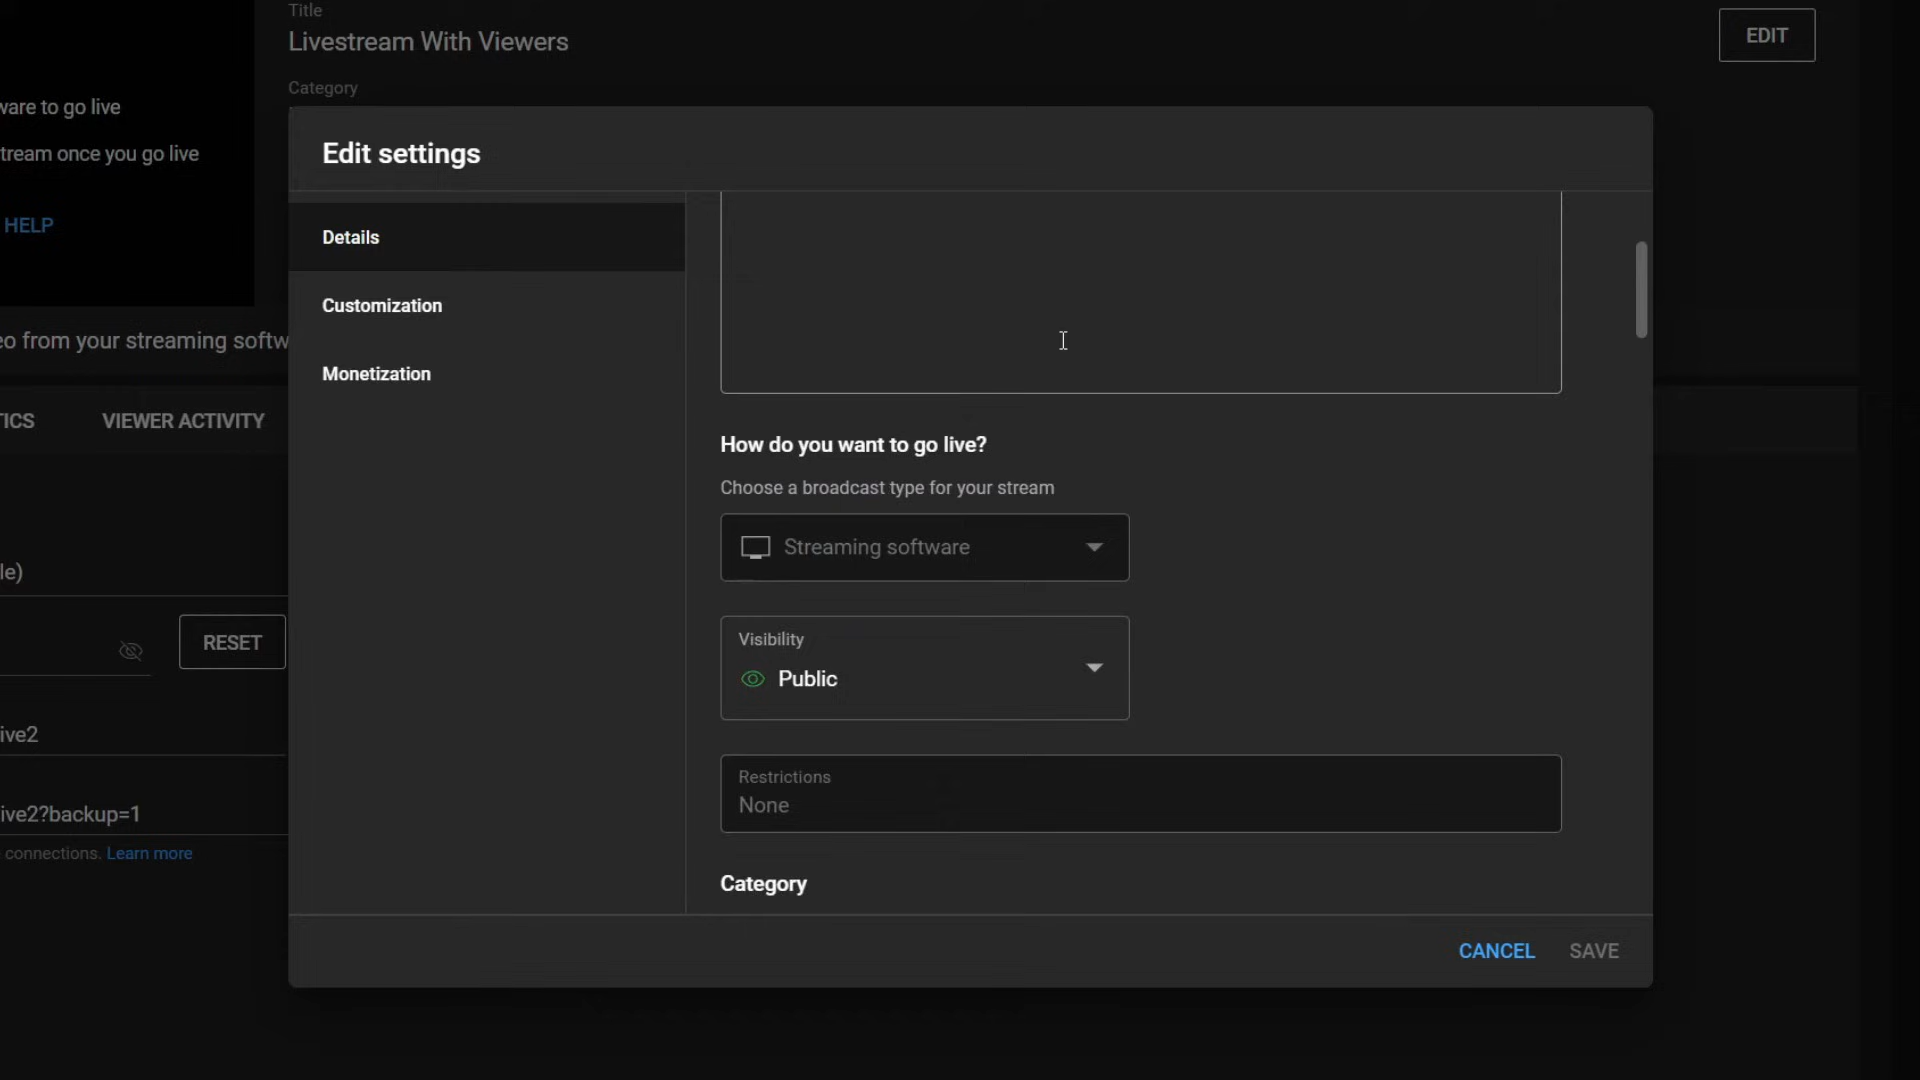 Title
Livestream With Viewers
EDIT
Category
ware to go live
tream once you go live
HELP
eo from your streaming softw
TICS
VIEWER ACTIVITY
le)
RESET
ive2
ive2?backup=1
connections. Learn more
Edit settings
Details
Customization
Monetization
How do you want to go live?
Choose a broadcast type for your stream
Streaming software
Visibility
Public
Restrictions
None
Category
CANCEL
SAVE